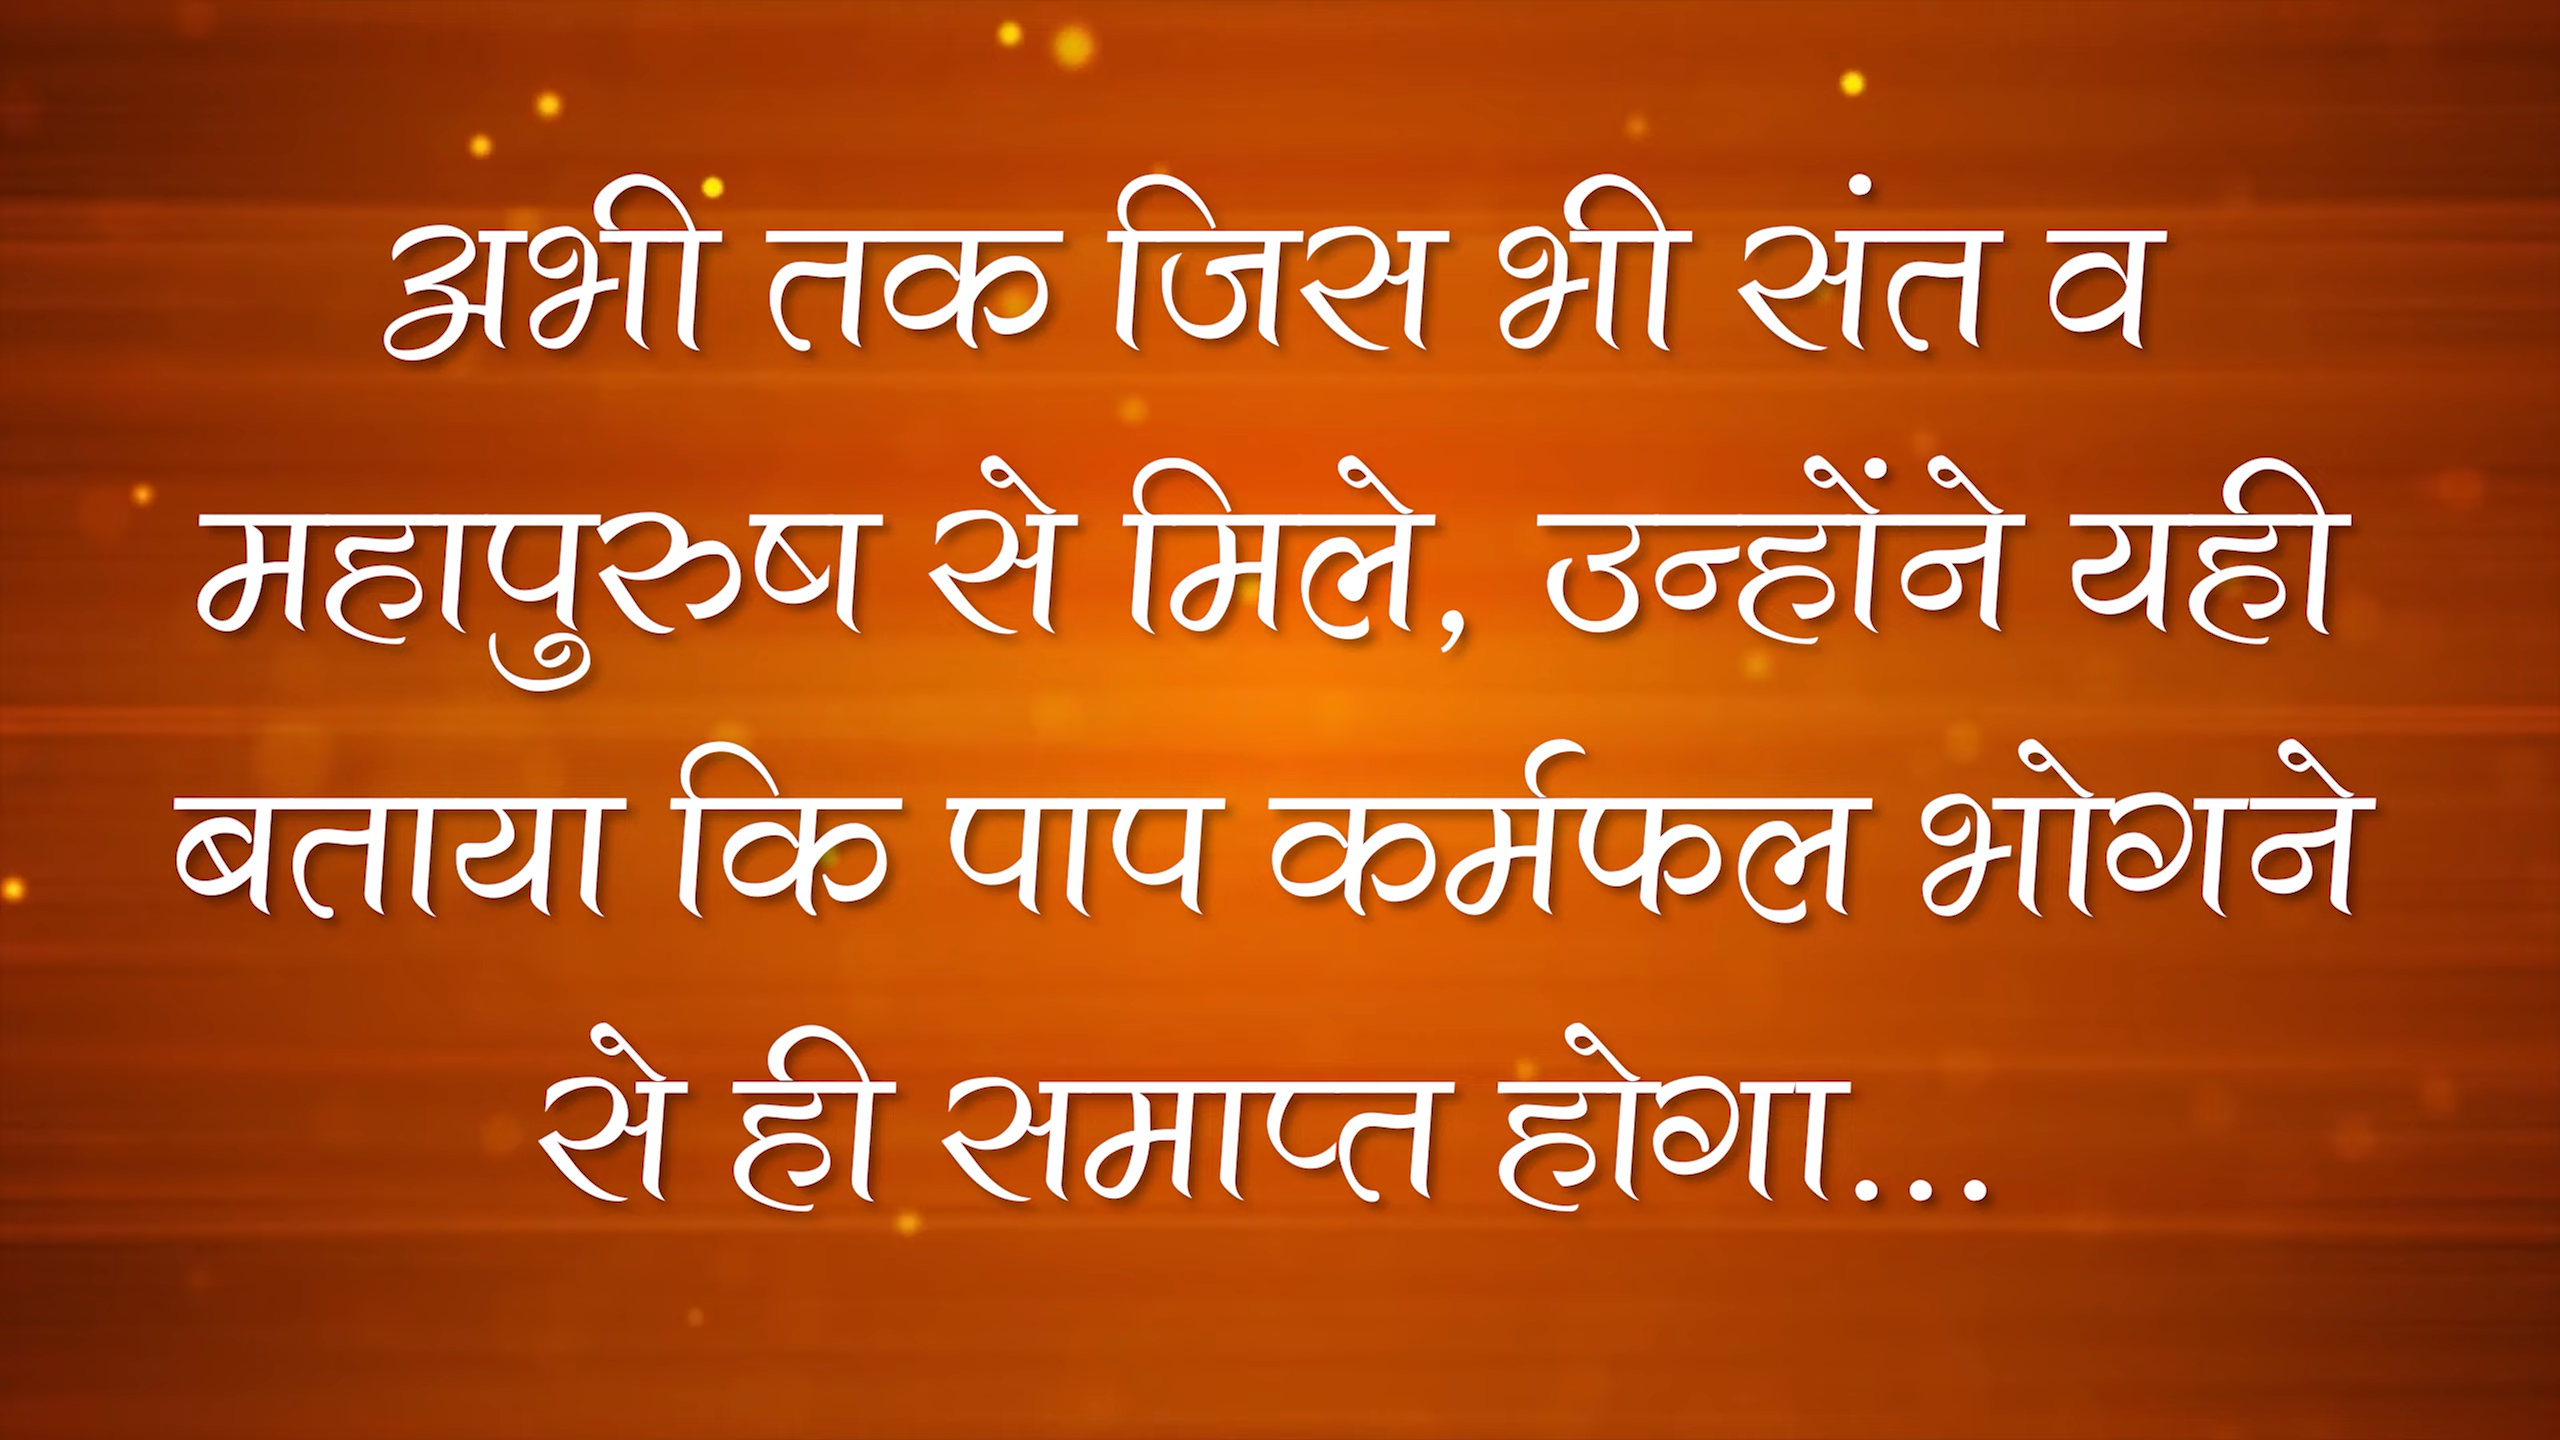 अभी तक जिस भी संत व
महापुरुष से मिले, उन्होंने यही
बताया कि पाप कर्मफल भोगने
से ही समाप्त होगा...